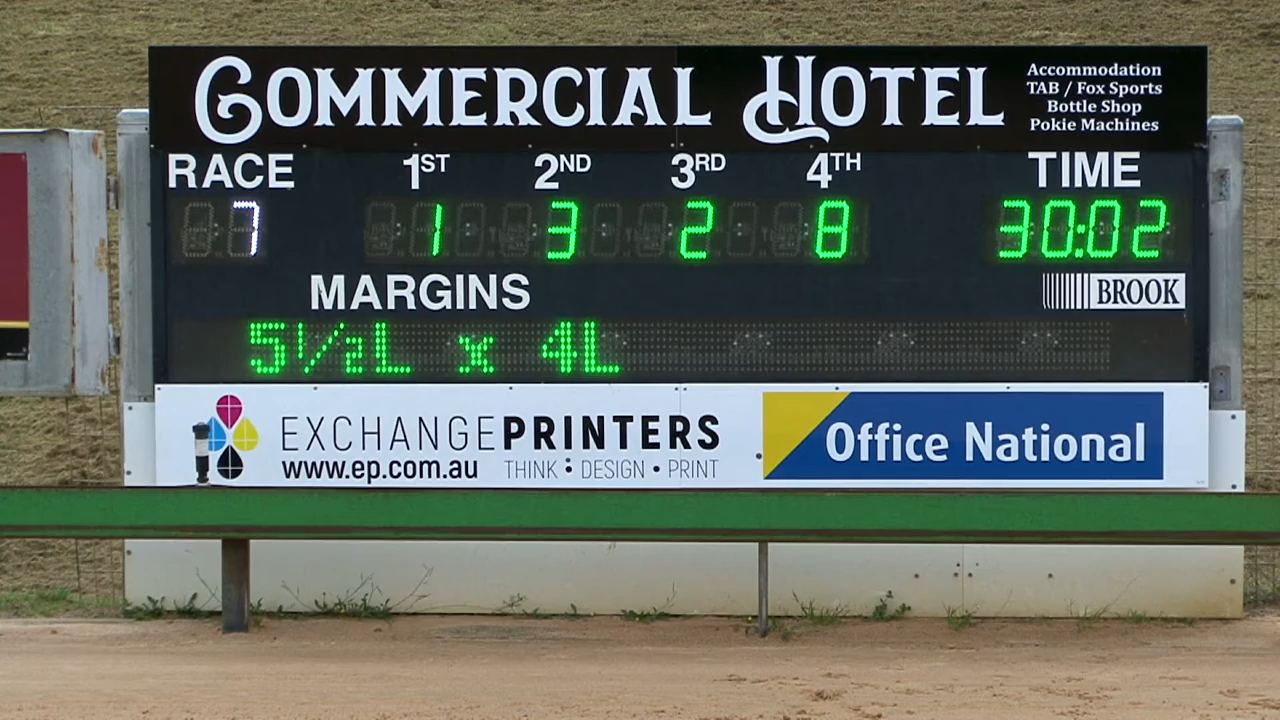 COMMERCIAL HOTEL
Accommodation
TAB / Fox Sports
Bottle Shop
Pokie Machines
RACE 1ST 2ND 3RD 4TH TIME
7 1 3 2 8 30:02
MARGINS
BROOK
5½L x 4L
EXCHANGEPRINTERS
www.ep.com.au THINK • DESIGN • PRINT
Office National